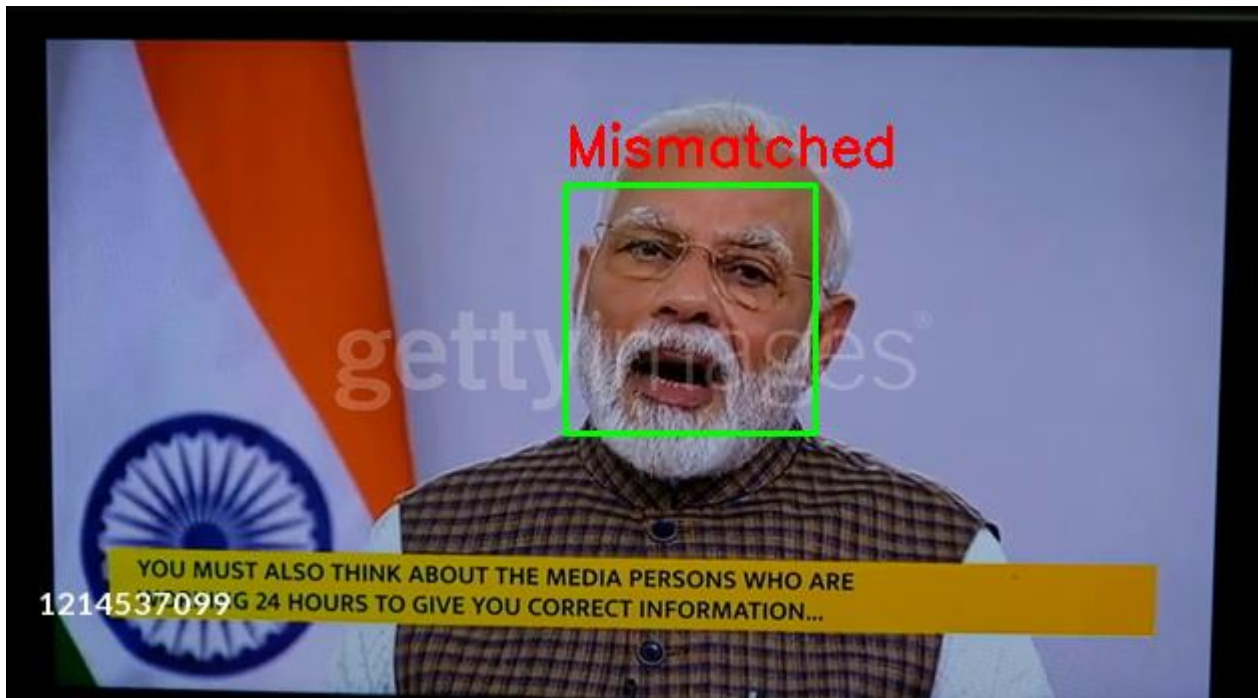 Mismatched
gettyimages®
YOU MUST ALSO THINK ABOUT THE MEDIA PERSONS WHO ARE
1214537099
G 24 HOURS TO GIVE YOU CORRECT INFORMATION...